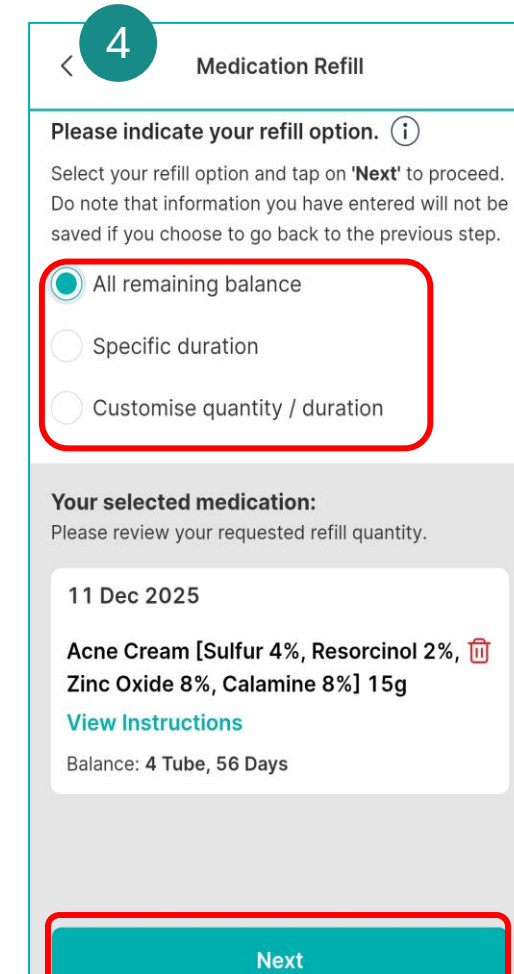 4
Medication Refill
Please indicate your refill option. i
Select your refill option and tap on 'Next' to proceed.
Do note that information you have entered will not be
saved if you choose to go back to the previous step.
All remaining balance
Specific duration
Customise quantity / duration
Your selected medication:
Please review your requested refill quantity.
11 Dec 2025
Acne Cream [Sulfur 4%, Resorcinol 2%,
Zinc Oxide 8%, Calamine 8%] 15g
View Instructions
Balance: 4 Tube, 56 Days
Next